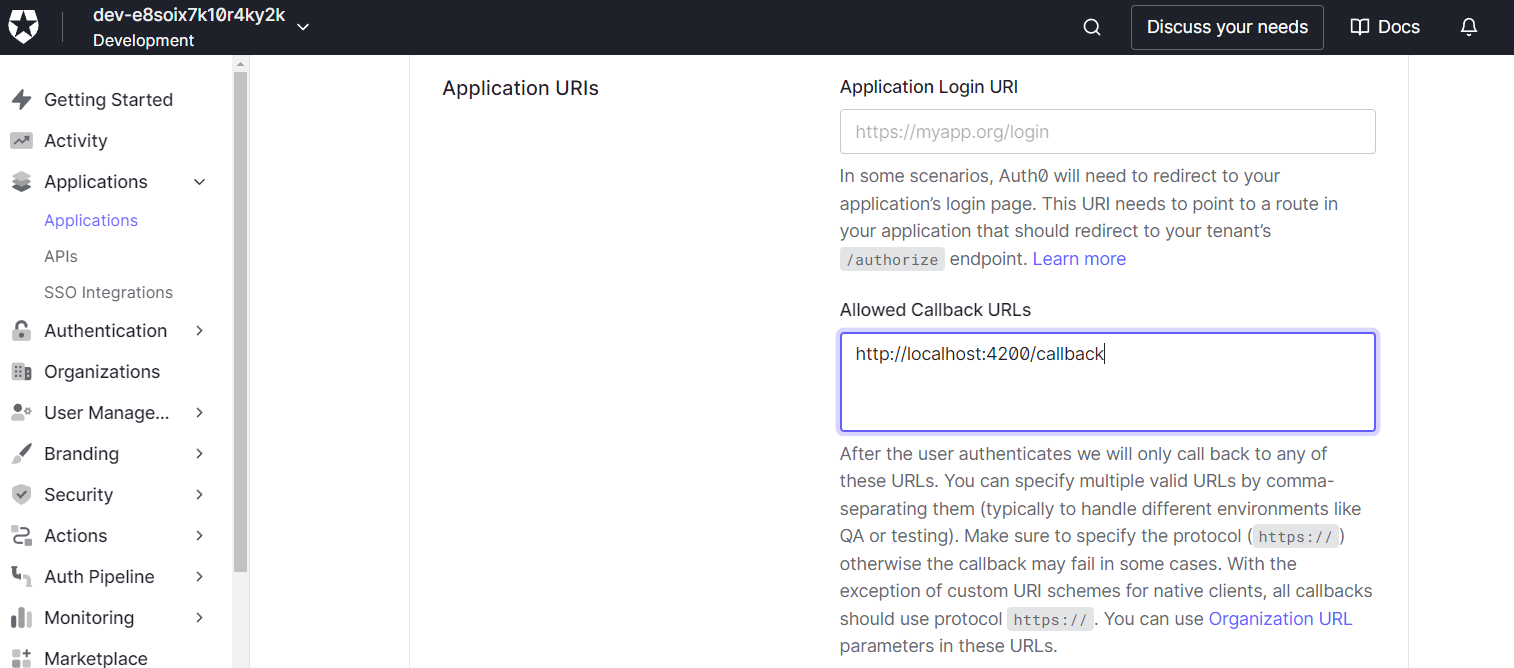 dev-e8soix7k10r4ky2k
Development
Discuss your needs
Docs
Getting Started
Activity
Applications
Applications
APIs
SSO Integrations
Authentication
Organizations
User Manage...
Branding
Security
Actions
Auth Pipeline
Monitoring
Marketplace
Application URIs
Application Login URI
https://myapp.org/login
In some scenarios, Auth0 will need to redirect to your
application’s login page. This URI needs to point to a route in
your application that should redirect to your tenant’s
/authorize endpoint. Learn more
Allowed Callback URLs
http://localhost:4200/callback
After the user authenticates we will only call back to any of
these URLs. You can specify multiple valid URLs by comma-
separating them (typically to handle different environments like
QA or testing). Make sure to specify the protocol (https://)
otherwise the callback may fail in some cases. With the
exception of custom URI schemes for native clients, all callbacks
should use protocol https://. You can use Organization URL
parameters in these URLs.